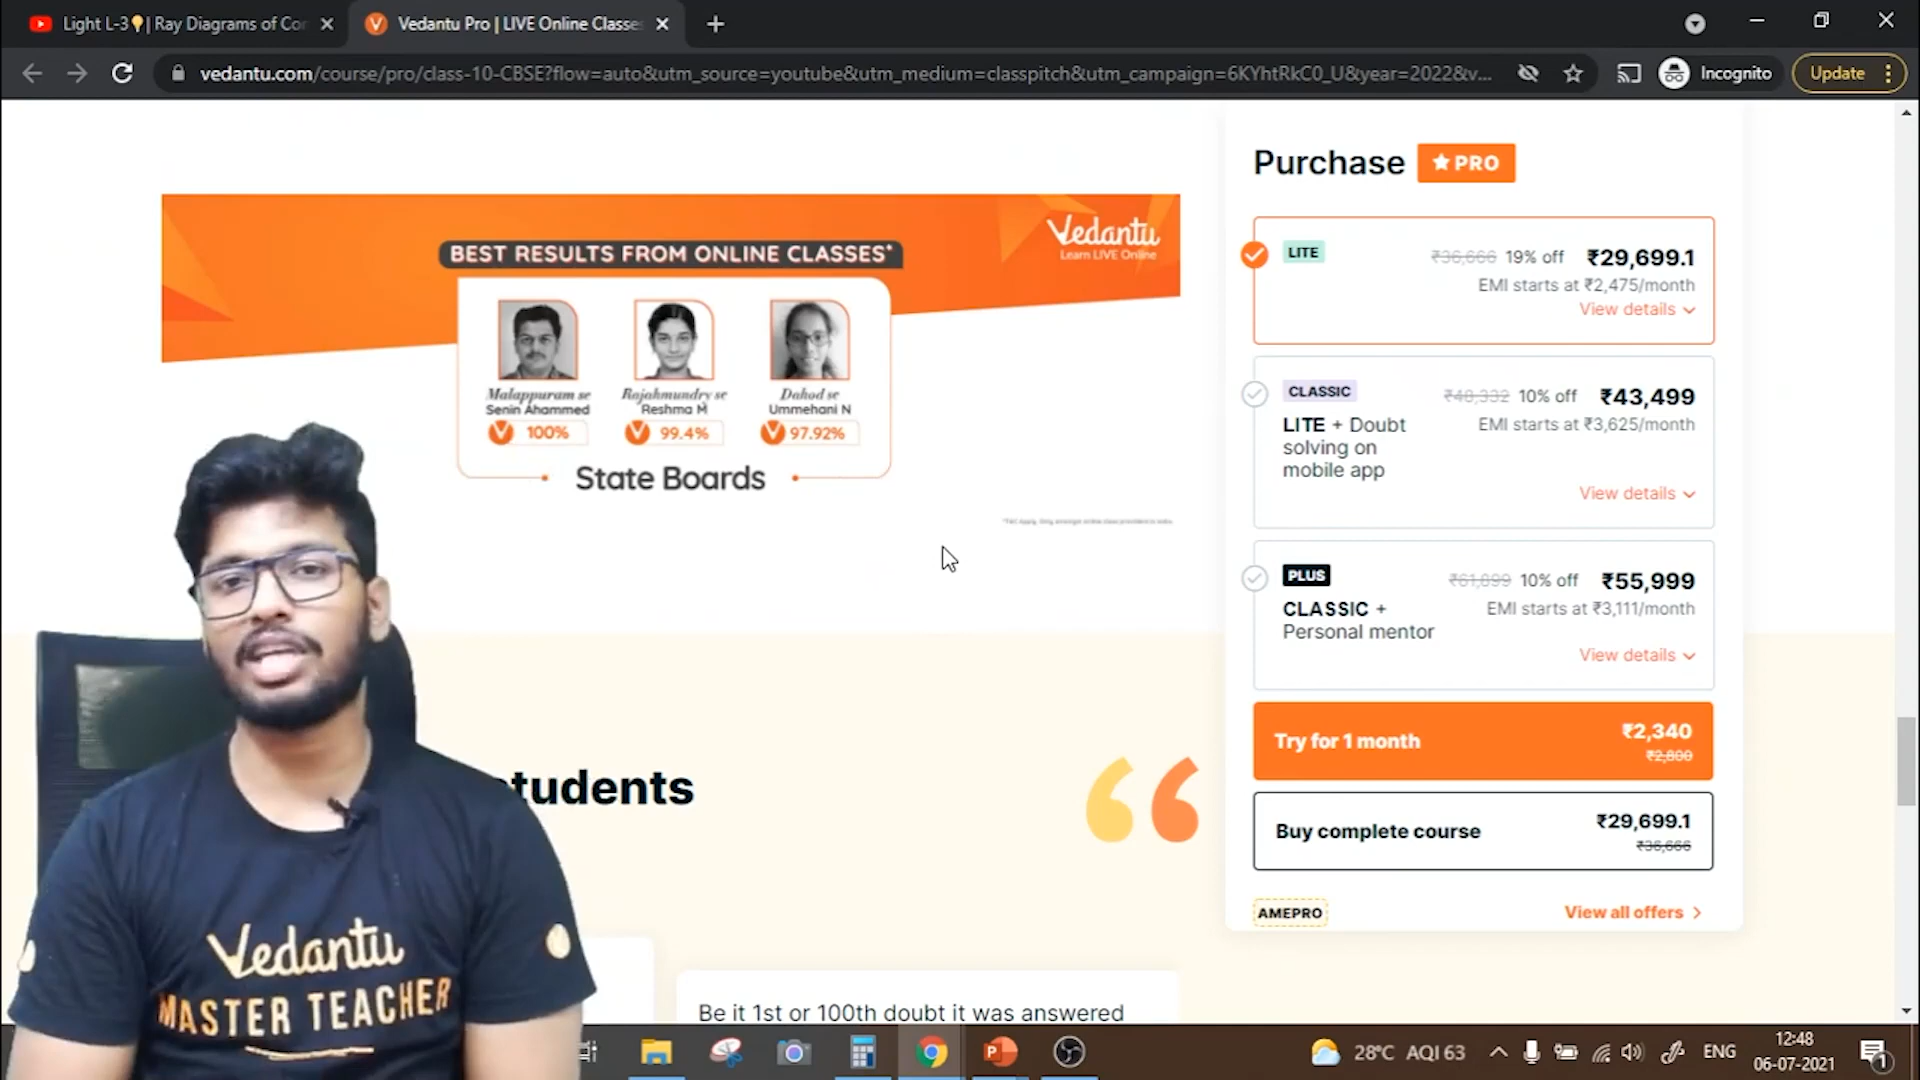 Light L-3 | Ray Diagrams of Con
Vedantu Pro | LIVE Online Classes
vedantu.com/course/pro/class-10-CBSE?flow=auto&utm_source=youtube&utm_medium=classpitch&utm_campaign=6KYhtRkC0_U&year=2022&v...
Incognito
Update
BEST RESULTS FROM ONLINE CLASSES*
Vedantu
Learn LIVE Online
Malappuram se
Senin Ahammed
100%
Rajahmundry se
Reshma M
99.4%
Dahod se
Ummehani N
97.92%
State Boards
tudents
Be it 1st or 100th doubt it was answered
Purchase
PRO
LITE
₹36,666 19% off ₹29,699.1
EMI starts at ₹2,475/month
View details
CLASSIC
₹48,332 10% off ₹43,499
LITE + Doubt
solving on
mobile app
EMI starts at ₹3,625/month
View details
PLUS
₹61,899 10% off ₹55,999
CLASSIC +
Personal mentor
EMI starts at ₹3,111/month
View details
Try for 1 month
₹2,340
₹2,800
Buy complete course
₹29,699.1
₹36,666
AMEPRO
View all offers
Vedantu
MASTER TEACHER
28°C AQI 63
ENG
12:48
06-07-2021
1